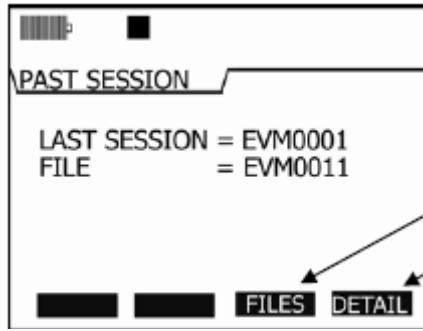 PAST SESSION
LAST SESSION = EVM0001
FILE = EVM0011
FILES DETAIL